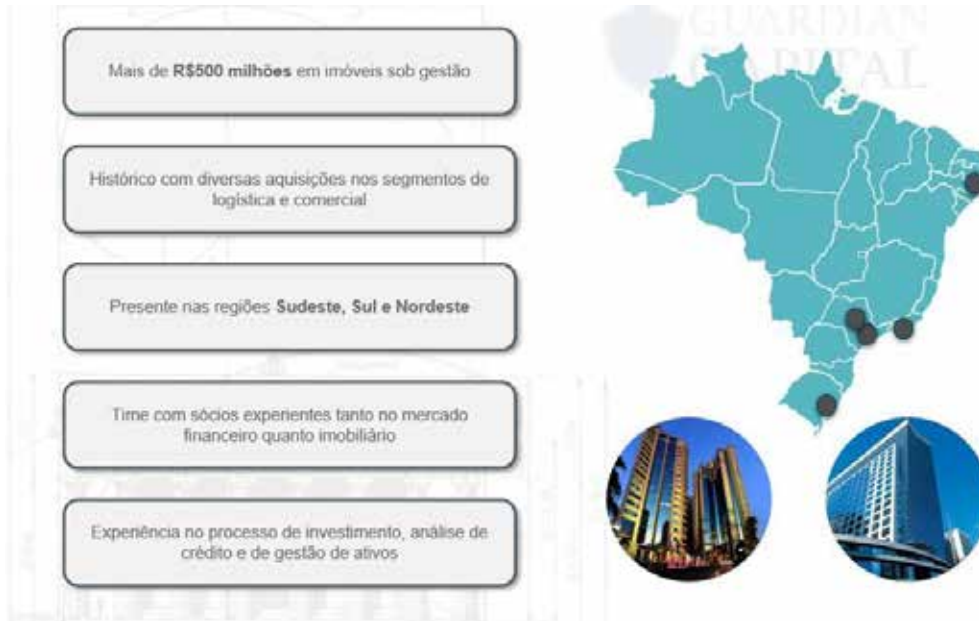 GUARDIAN
CAPITAL
Mais de R$500 milhões em imóveis sob gestão
Histórico com diversas aquisições nos segmentos de
logística e comercial
Presente nas regiões Sudeste, Sul e Nordeste
Time com sócios experientes tanto no mercado
financeiro quanto imobiliário
Experiência no processo de investimento, análise de
crédito e de gestão de ativos